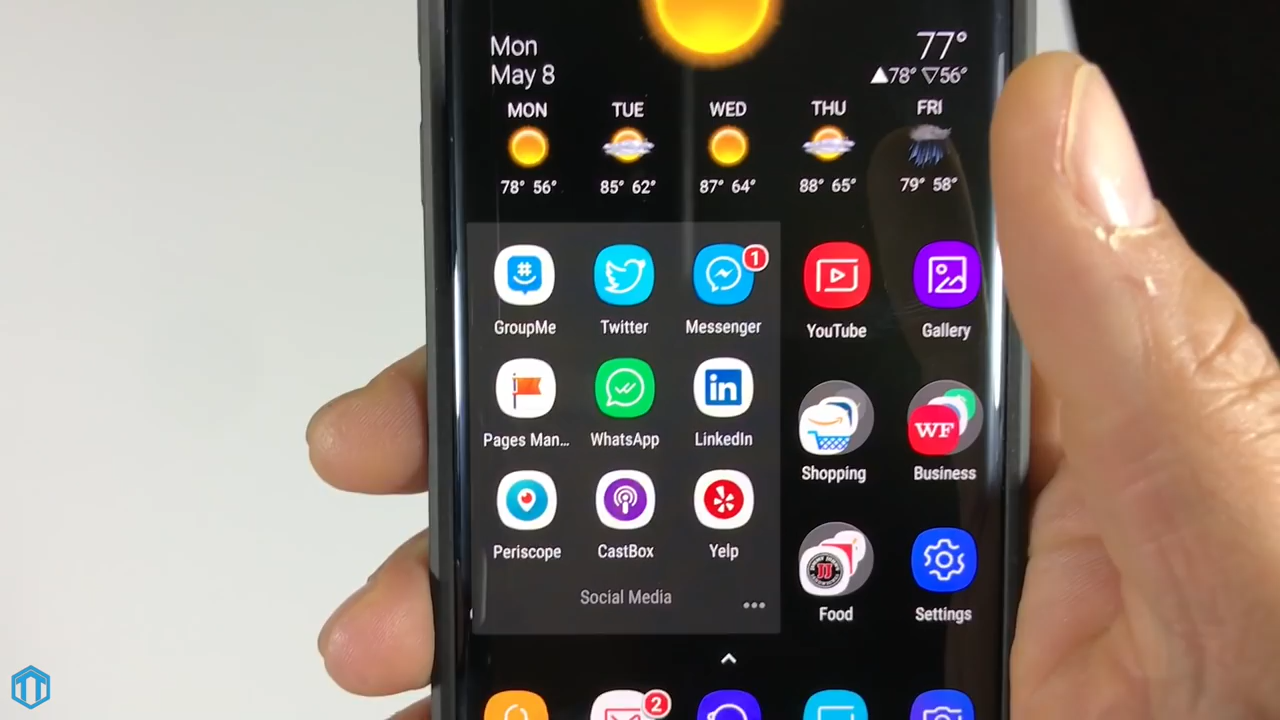 Mon
May 8
77°
▲78° ▽56°
MON TUE WED THU FRI
78° 56° 85° 62° 87° 64° 88° 65° 79° 58°
1
GroupMe Twitter Messenger YouTube Gallery
in
WF
Pages Man... WhatsApp LinkedIn Shopping Business
JJ
Periscope CastBox Yelp
Social Media
Food Settings
2